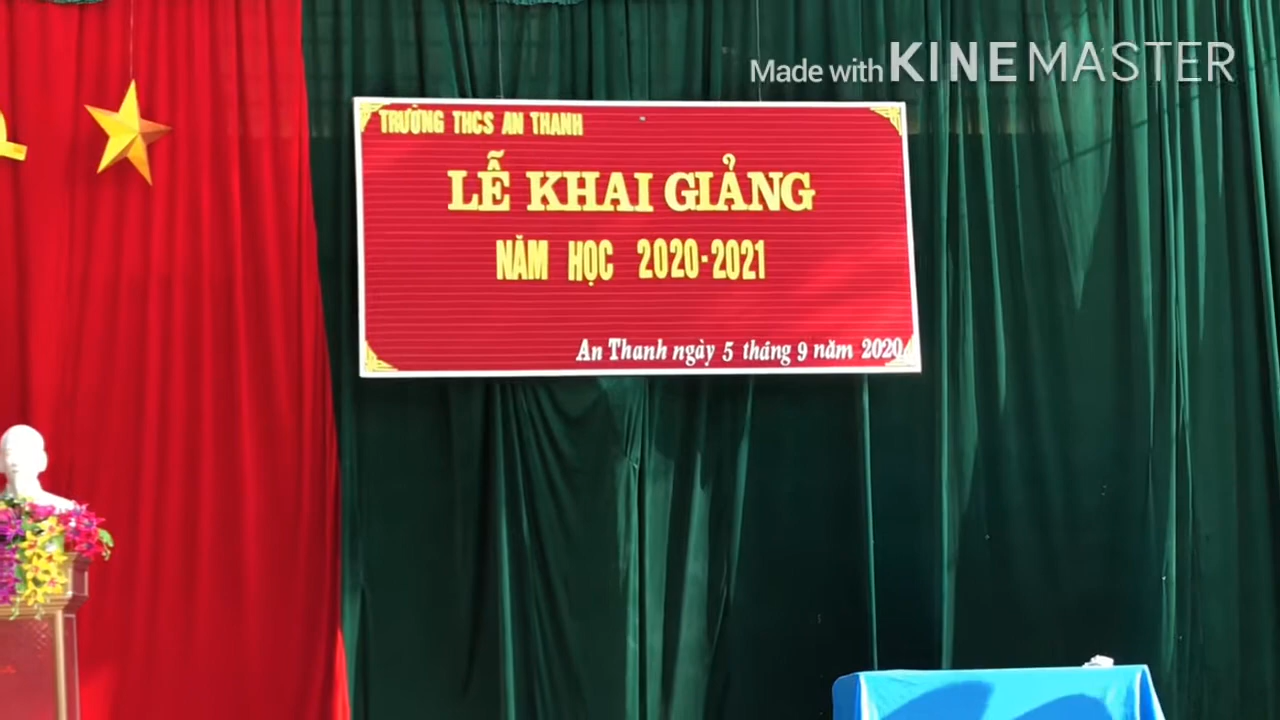 Made with KINEMASTER
TRƯỜNG THCS AN THANH
LỄ KHAI GIẢNG
NĂM HỌC 2020-2021
An Thanh ngày 5 tháng 9 năm 2020